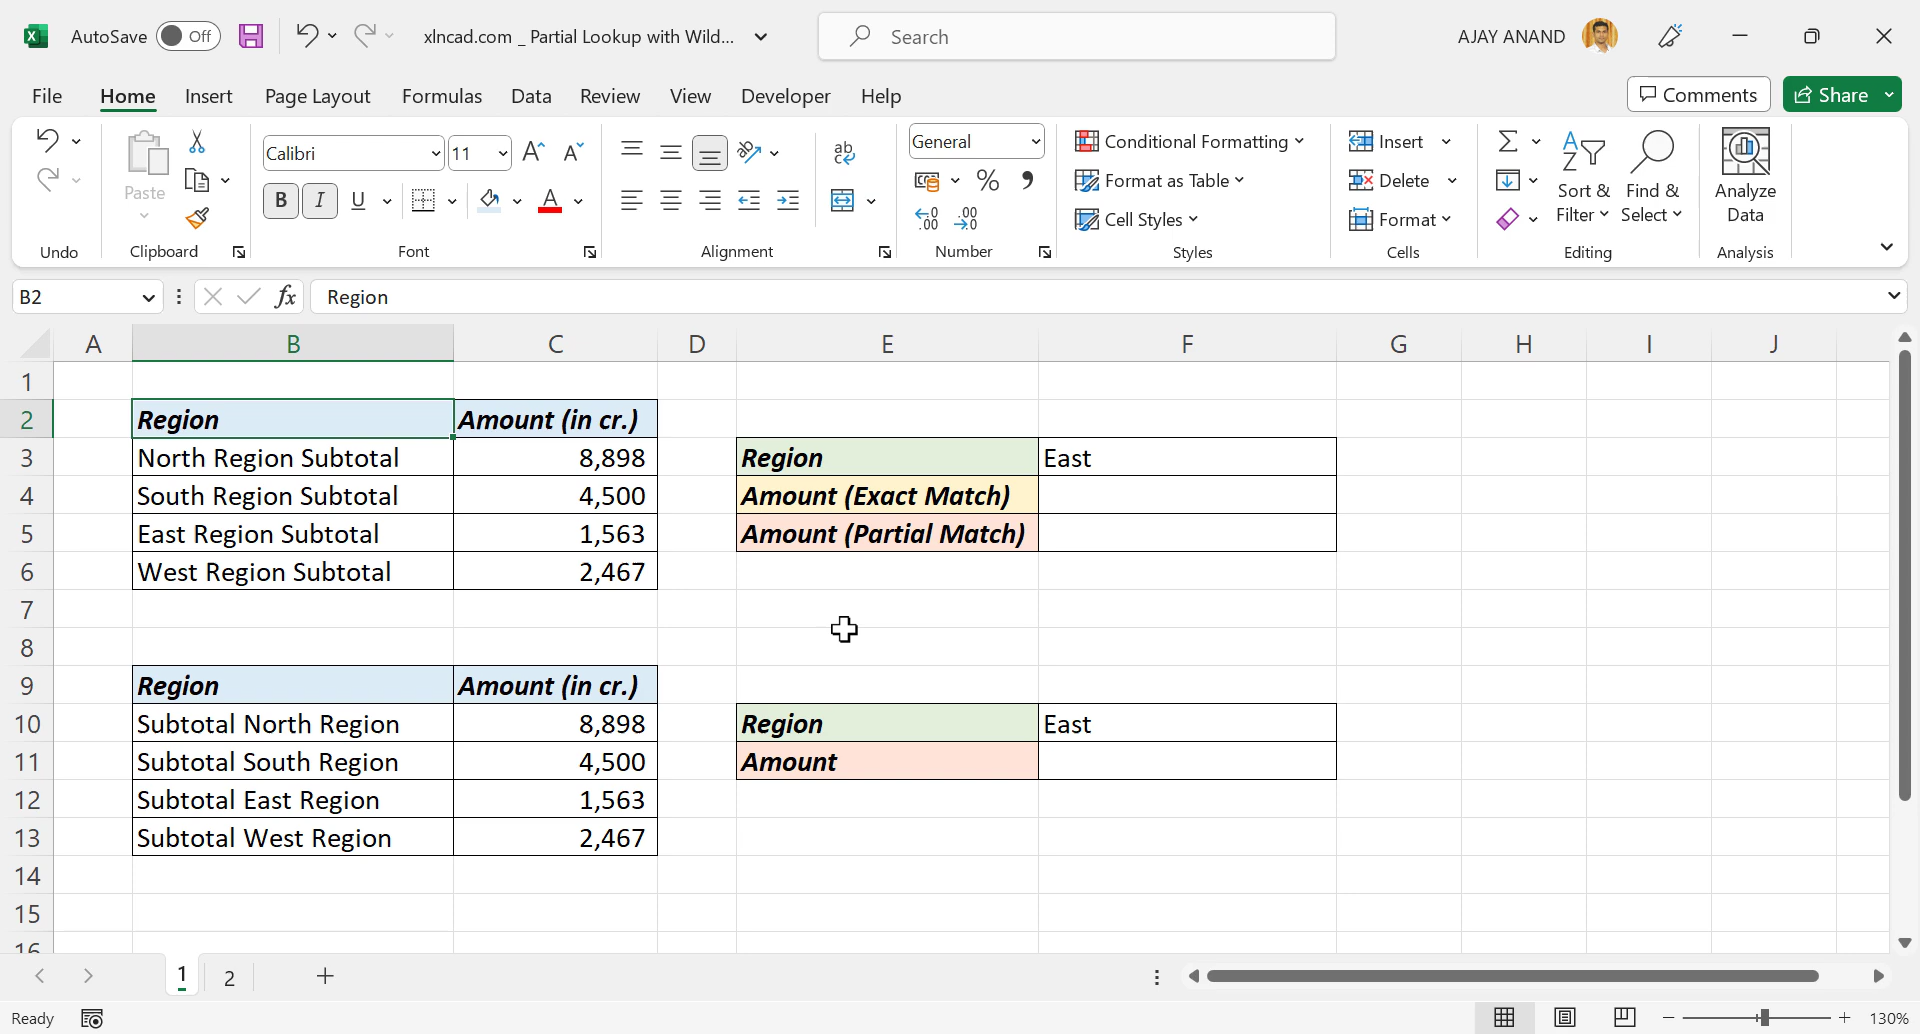 AutoSave Off xlncad.com _ Partial Lookup with Wild... Search AJAY ANAND
File Home Insert Page Layout Formulas Data Review View Developer Help Comments Share
Calibri 11 General Conditional Formatting Insert
Paste Format as Table Delete Sort & Find & Analyze
Cell Styles Format Filter Select Data
Undo Clipboard Font Alignment Number Styles Cells Editing Analysis
B2 fx Region
A B C D E F G H I J
1
2 Region Amount (in cr.)
3 North Region Subtotal 8,898 Region East
4 South Region Subtotal 4,500 Amount (Exact Match)
5 East Region Subtotal 1,563 Amount (Partial Match)
6 West Region Subtotal 2,467
7
8
9 Region Amount (in cr.)
10 Subtotal North Region 8,898 Region East
11 Subtotal South Region 4,500 Amount
12 Subtotal East Region 1,563
13 Subtotal West Region 2,467
14
15
16
1 2
Ready 130%